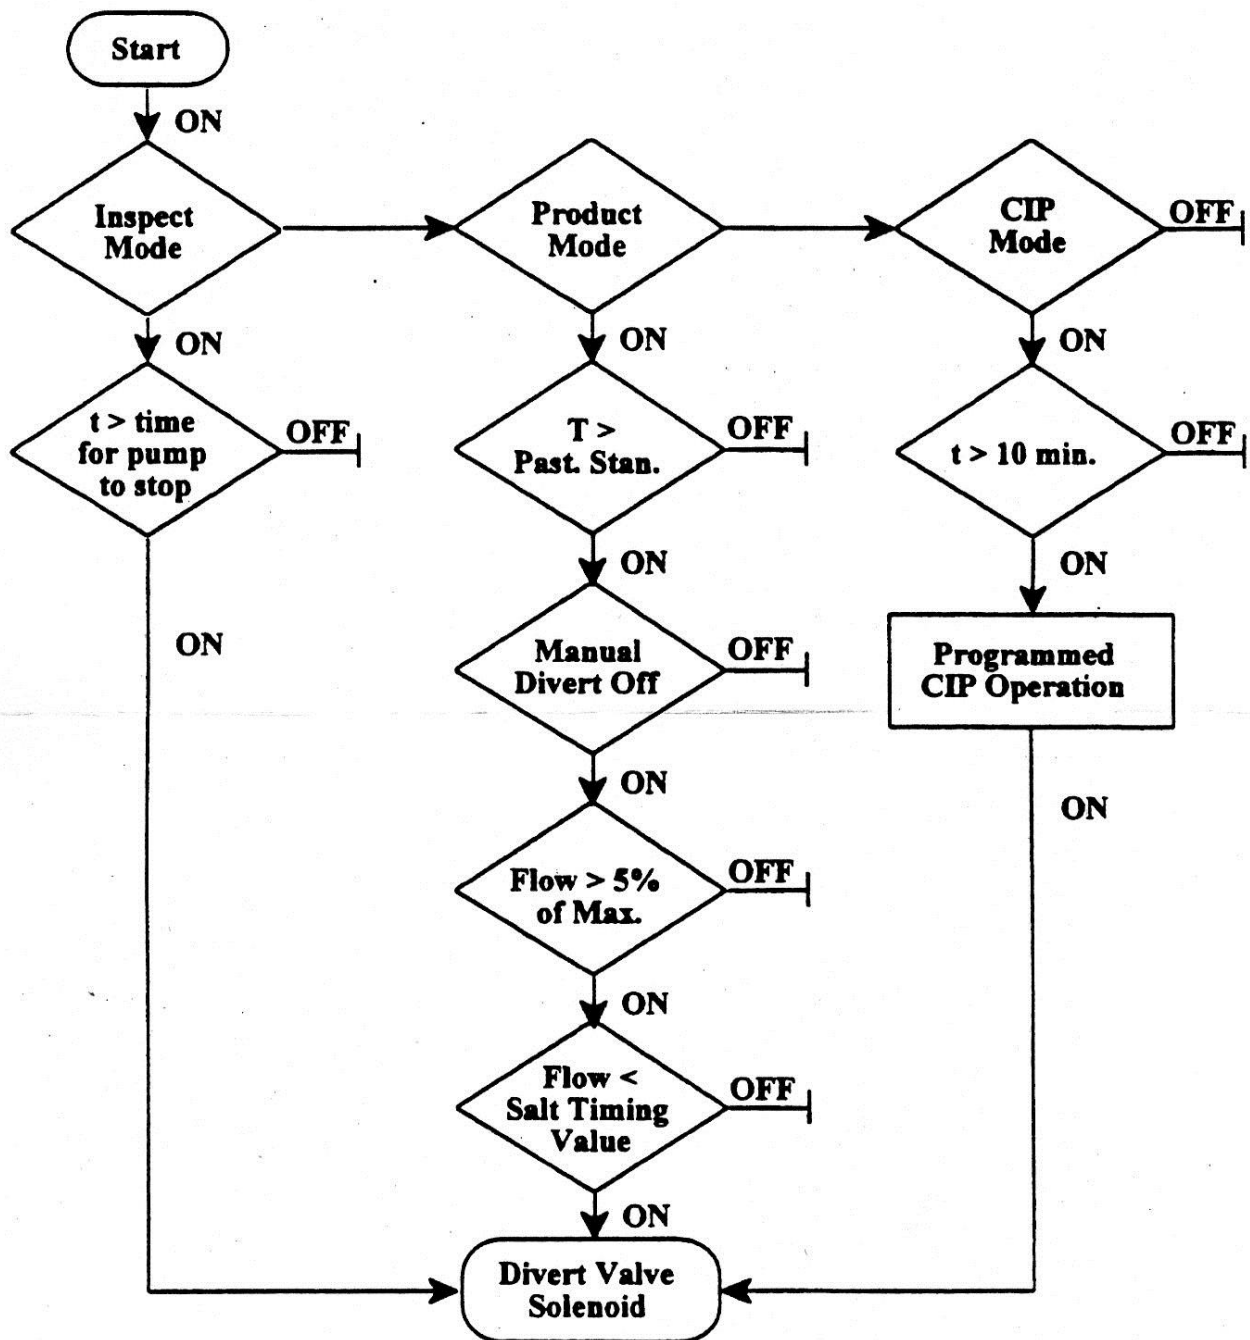 Start
ON
Inspect
Mode
Product
Mode
CIP
Mode
OFF
ON
ON
ON
t > time
for pump
to stop
OFF
T >
Past. Stan.
OFF
t > 10 min.
OFF
ON
ON
ON
Manual
Divert Off
OFF
Programmed
CIP Operation
ON
ON
Flow > 5%
of Max.
OFF
ON
Flow <
Salt Timing
Value
OFF
ON
Divert Valve
Solenoid